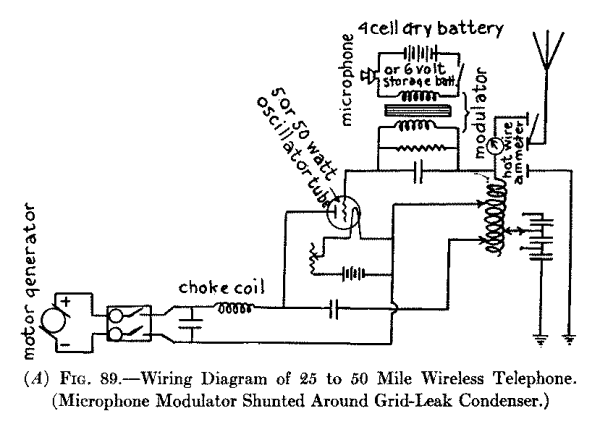 4 cell dry battery
microphone
or 6 volt
storage batt.
modulator
5 or 50 watt
oscillator tube
hot wire
ammeter
motor generator
+
−
choke coil
(A) FIG. 89.—Wiring Diagram of 25 to 50 Mile Wireless Telephone.
(Microphone Modulator Shunted Around Grid-Leak Condenser.)